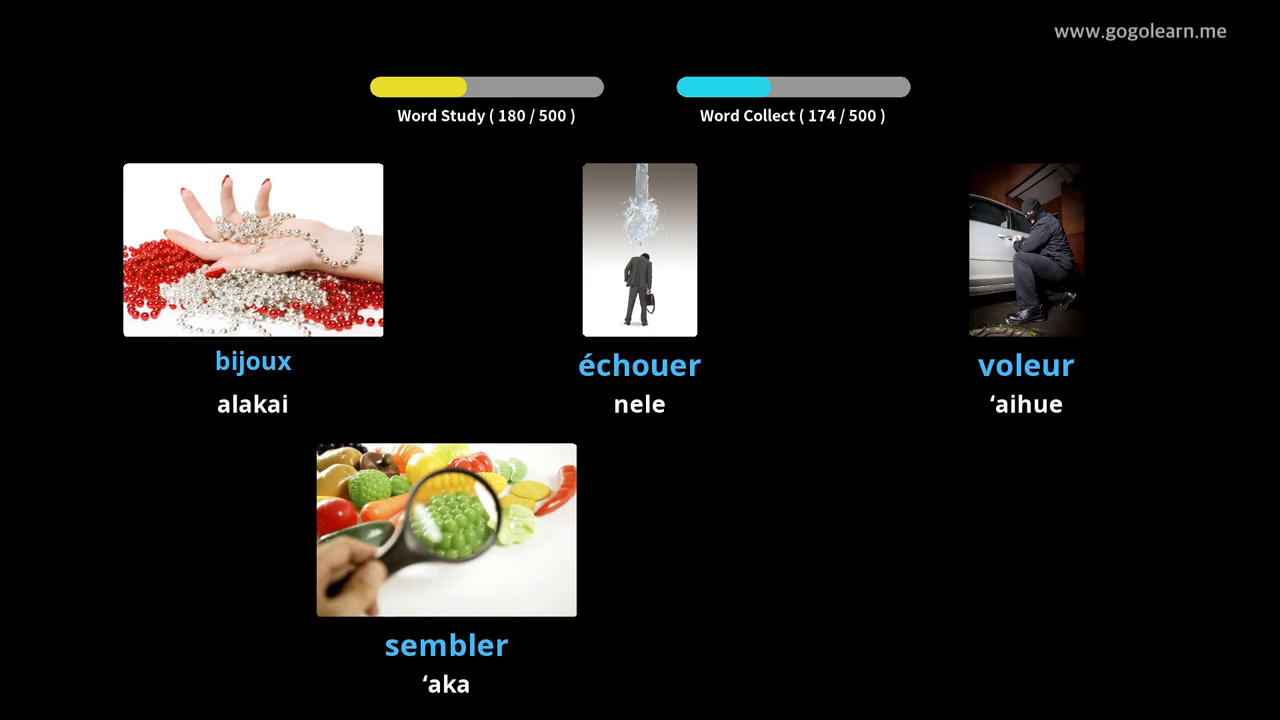 www.gogolearn.me
Word Study ( 180 / 500 )
Word Collect ( 174 / 500 )
bijoux
alakai
échouer
nele
voleur
ʻaihue
sembler
ʻaka